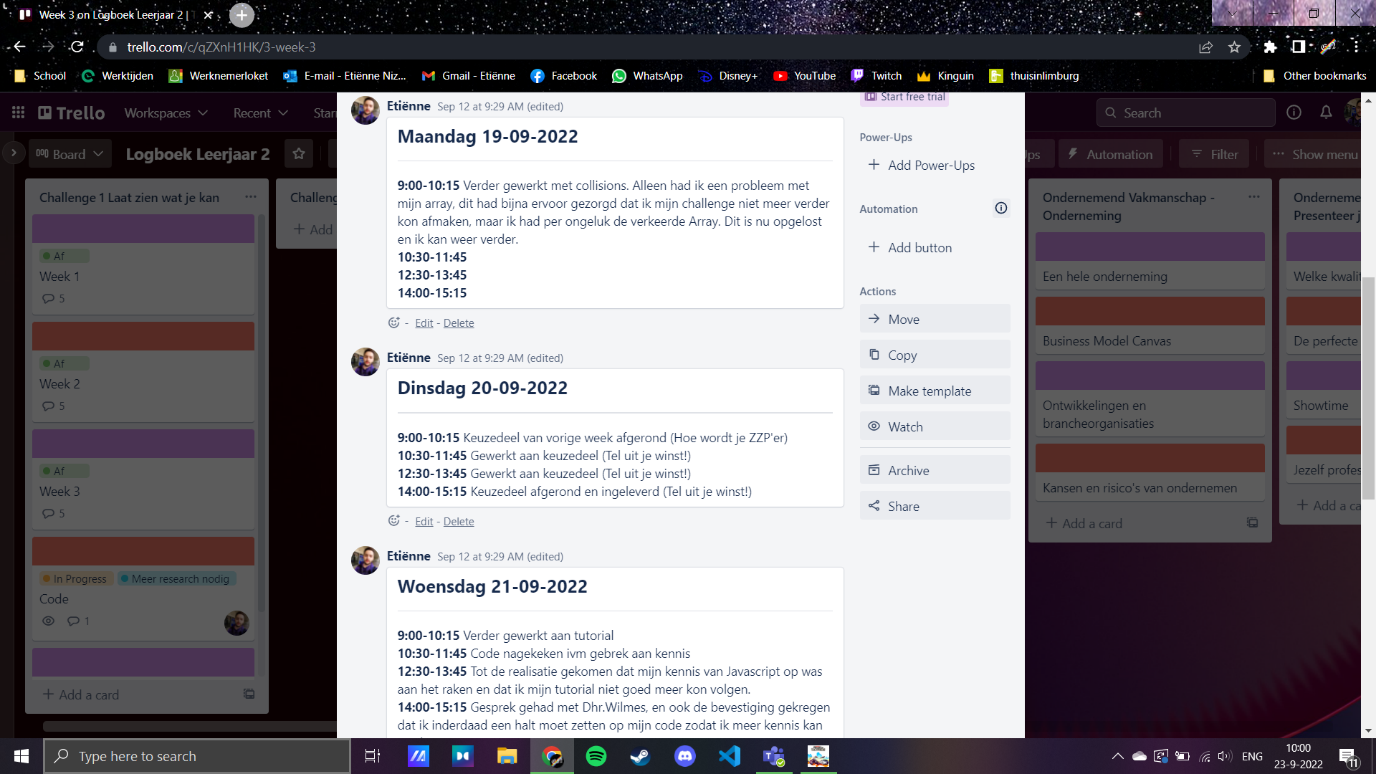 Week 3 on Logboek Leerjaar 2 |
trello.com/c/qZXnH1HK/3-week-3
School
Werktijden
Werknemerloket
E-mail - Etiënne Niz...
Gmail - Etiënne
Facebook
WhatsApp
Disney+
YouTube
Twitch
Kinguin
thuisinlimburg
Other bookmarks
Trello
Workspaces
Recent
Search
Board
Logboek Leerjaar 2
Automation
Filter
Show menu
Challenge 1 Laat zien wat je kan
Af
Week 1
5
Af
Week 2
5
Af
Week 3
5
In Progress
Meer research nodig
Code
1
+ Add a card
+ Add
Etiënne Sep 12 at 9:29 AM (edited)
Maandag 19-09-2022
9:00-10:15 Verder gewerkt met collisions. Alleen had ik een probleem met
mijn array, dit had bijna ervoor gezorgd dat ik mijn challenge niet meer verder
kon afmaken, maar ik had per ongeluk de verkeerde Array. Dit is nu opgelost
en ik kan weer verder.
10:30-11:45
12:30-13:45
14:00-15:15
- Edit - Delete
Etiënne Sep 12 at 9:29 AM (edited)
Dinsdag 20-09-2022
9:00-10:15 Keuzedeel van vorige week afgerond (Hoe wordt je ZZP'er)
10:30-11:45 Gewerkt aan keuzedeel (Tel uit je winst!)
12:30-13:45 Gewerkt aan keuzedeel (Tel uit je winst!)
14:00-15:15 Keuzedeel afgerond en ingeleverd (Tel uit je winst!)
- Edit - Delete
Etiënne Sep 12 at 9:29 AM (edited)
Woensdag 21-09-2022
9:00-10:15 Verder gewerkt aan tutorial
10:30-11:45 Code nagekeken ivm gebrek aan kennis
12:30-13:45 Tot de realisatie gekomen dat mijn kennis van Javascript op was
aan het raken en dat ik mijn tutorial niet goed meer kon volgen.
14:00-15:15 Gesprek gehad met Dhr.Wilmes, en ook de bevestiging gekregen
dat ik inderdaad een halt moet zetten op mijn code zodat ik meer kennis kan
Start free trial
Power-Ups
+ Add Power-Ups
Automation
+ Add button
Actions
Move
Copy
Make template
Watch
Archive
Share
Ondernemend Vakmanschap -
Onderneming
Een hele onderneming
Business Model Canvas
Ontwikkelingen en
brancheorganisaties
Kansen en risico's van ondernemen
+ Add a card
Presenteer j
Welke kwalit
De perfecte
Showtime
Jezelf profes
+ Add a ca
Type here to search
ENG
10:00
23-9-2022
11